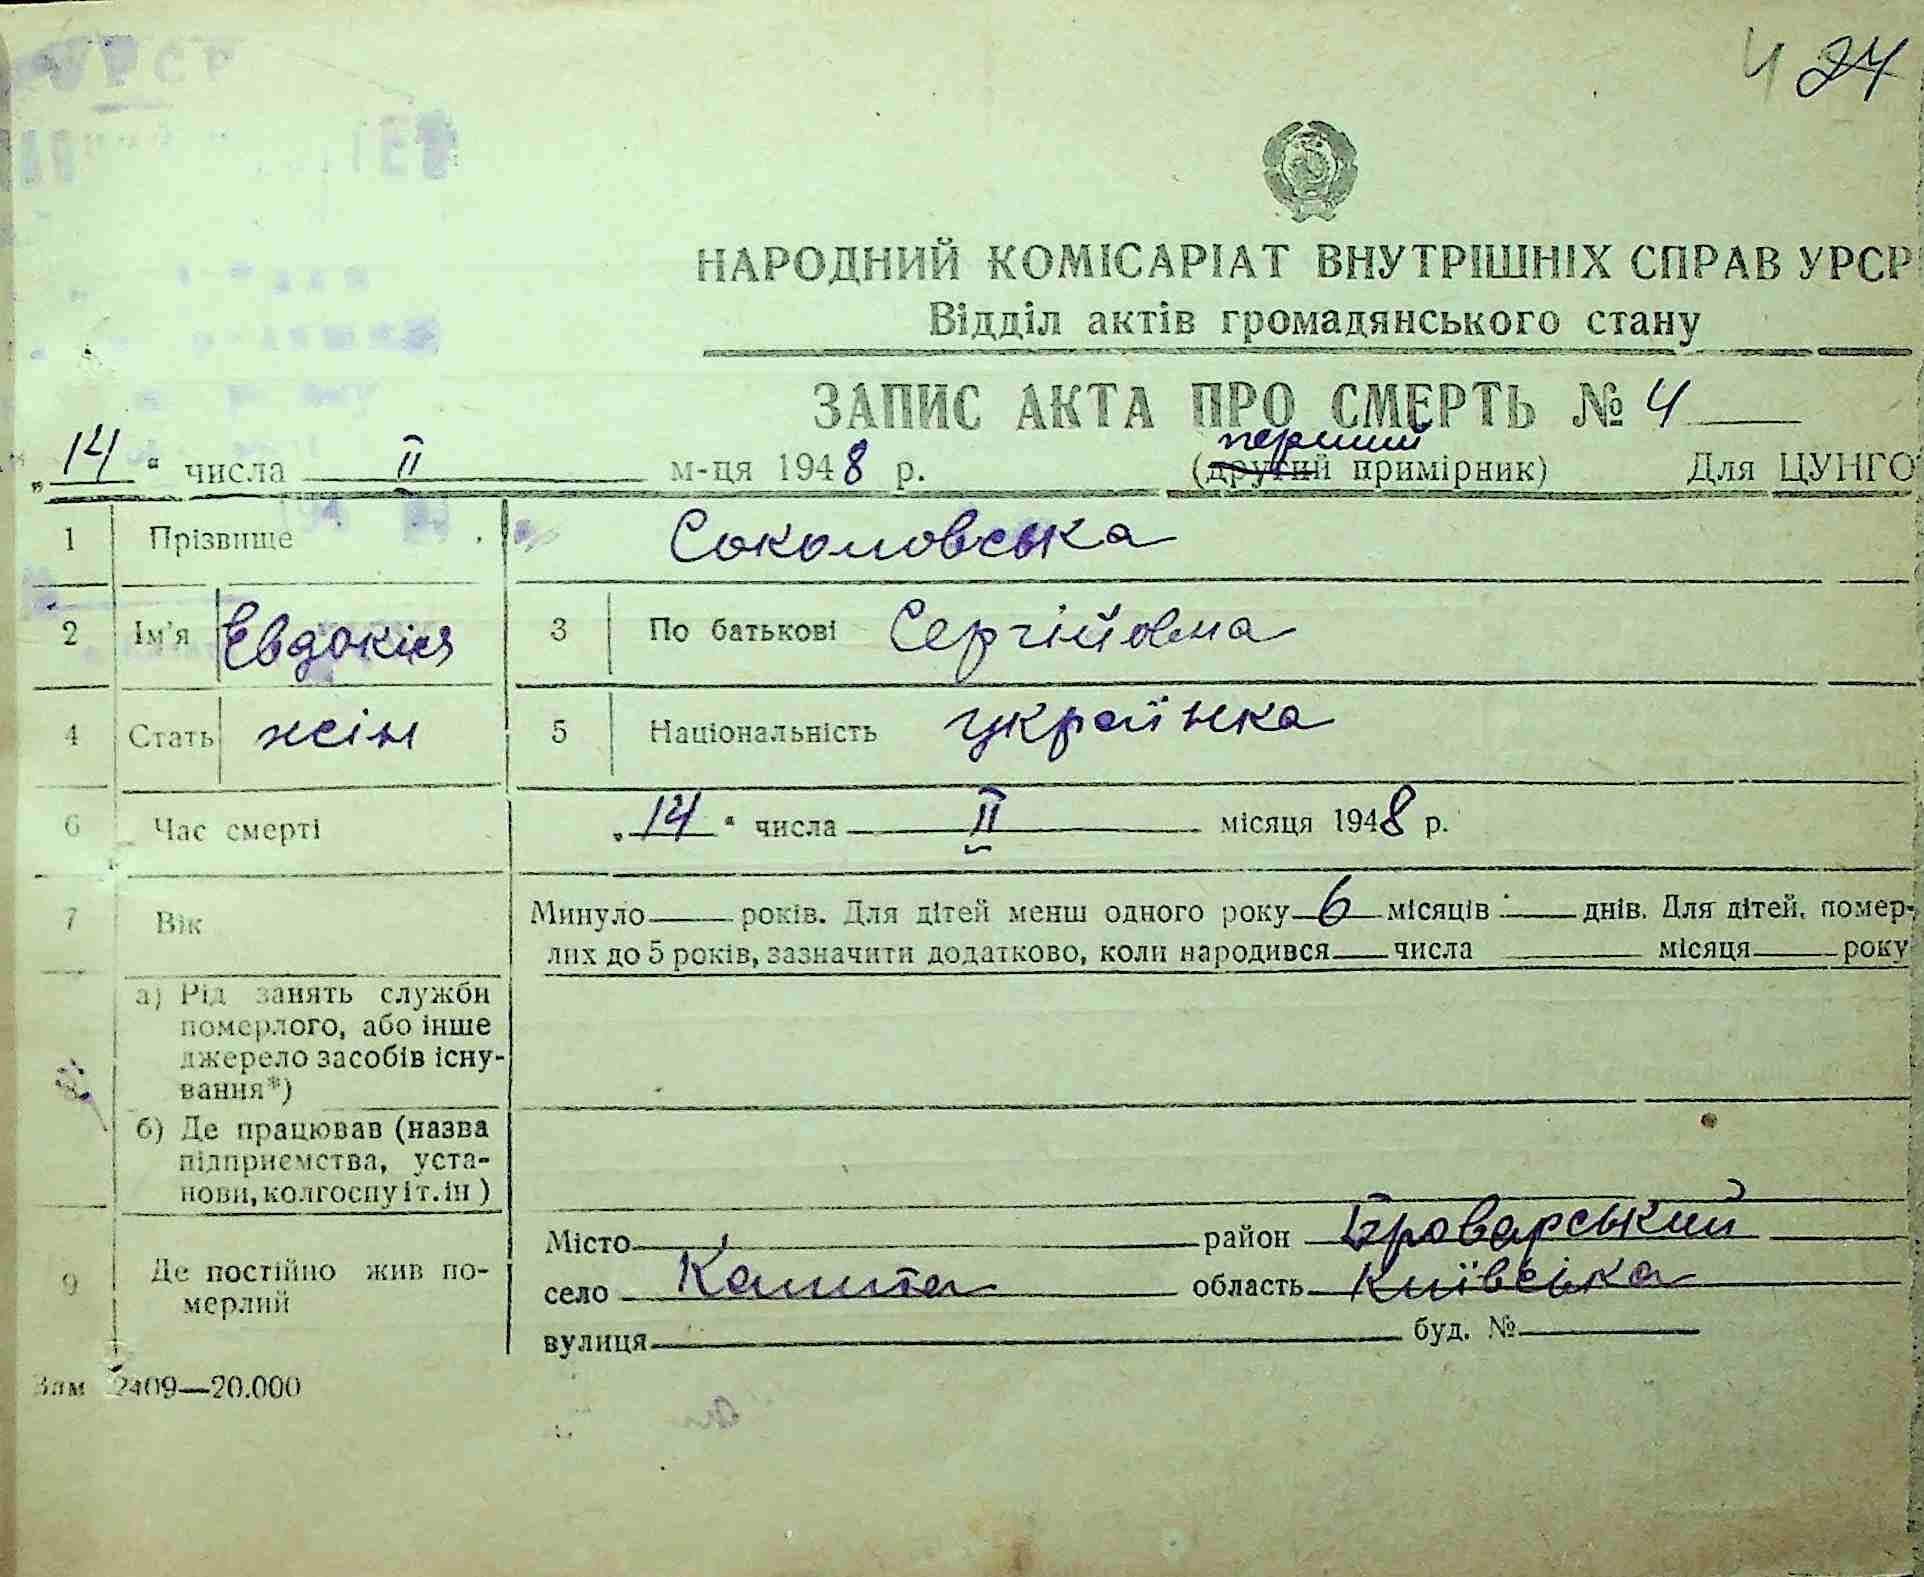 4 24
НАРОДНИЙ КОМІСАРІАТ ВНУТРІШНІХ СПРАВ УРСР
Відділ актів громадянського стану
ЗАПИС АКТА ПРО СМЕРТЬ № 4
перший
„14“ числа II м-ця 1948 р. (другий примірник) Для ЦУНГО
1 Прізвище Соколовська
2 Ім'я Евдокія 3 По батькові Сергійовна
4 Стать жін 5 Національність українка
6 Час смерті „14“ числа II місяця 1948 р.
7 Вік Минуло років. Для дітей менш одного року 6 місяців днів. Для дітей, помер-
лих до 5 років, зазначити додатково, коли народився числа місяця року
8 а) Рід занять служби
померлого, або інше
джерело засобів існу-
вання*)
б) Де працював (назва
підприємства, уста-
нови, колгоспу і т. ін )
9 Де постійно жив по-
мерлий
Місто район Броварський
село Калита область Київська
вулиця буд. №
Зам 2409—20.000